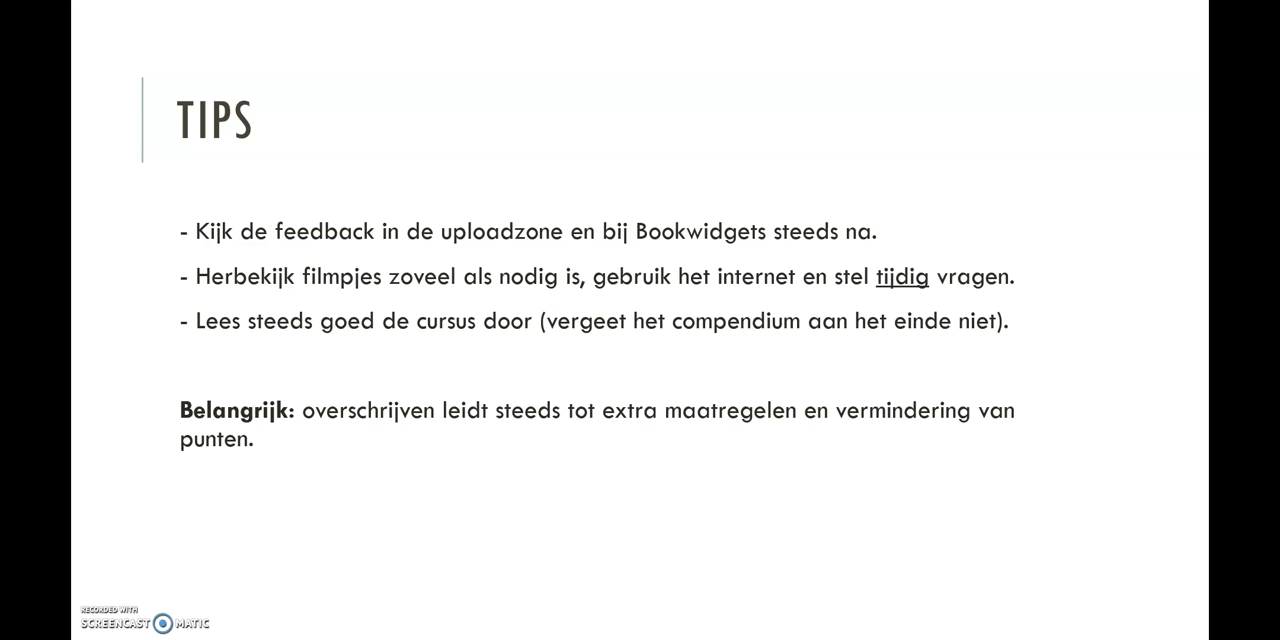 TIPS
- Kijk de feedback in de uploadzone en bij Bookwidgets steeds na.
- Herbekijk filmpjes zoveel als nodig is, gebruik het internet en stel tijdig vragen.
- Lees steeds goed de cursus door (vergeet het compendium aan het einde niet).
Belangrijk: overschrijven leidt steeds tot extra maatregelen en vermindering van
punten.
RECORDED WITH
SCREENCAST MATIC